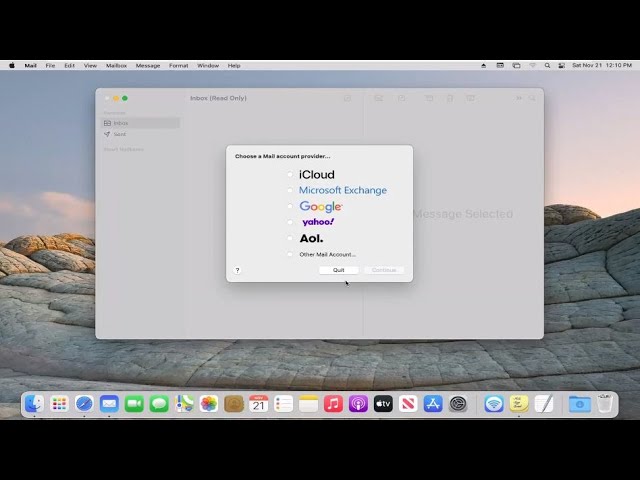 Mail File Edit View Mailbox Message Format Window Help Sat Nov 21 12:10 PM
Inbox (Read Only)
Inbox
Sent
Message Selected
Choose a Mail account provider...
iCloud
Microsoft Exchange
Google
yahoo!
Aol.
Other Mail Account...
? Quit Continue
21
tv